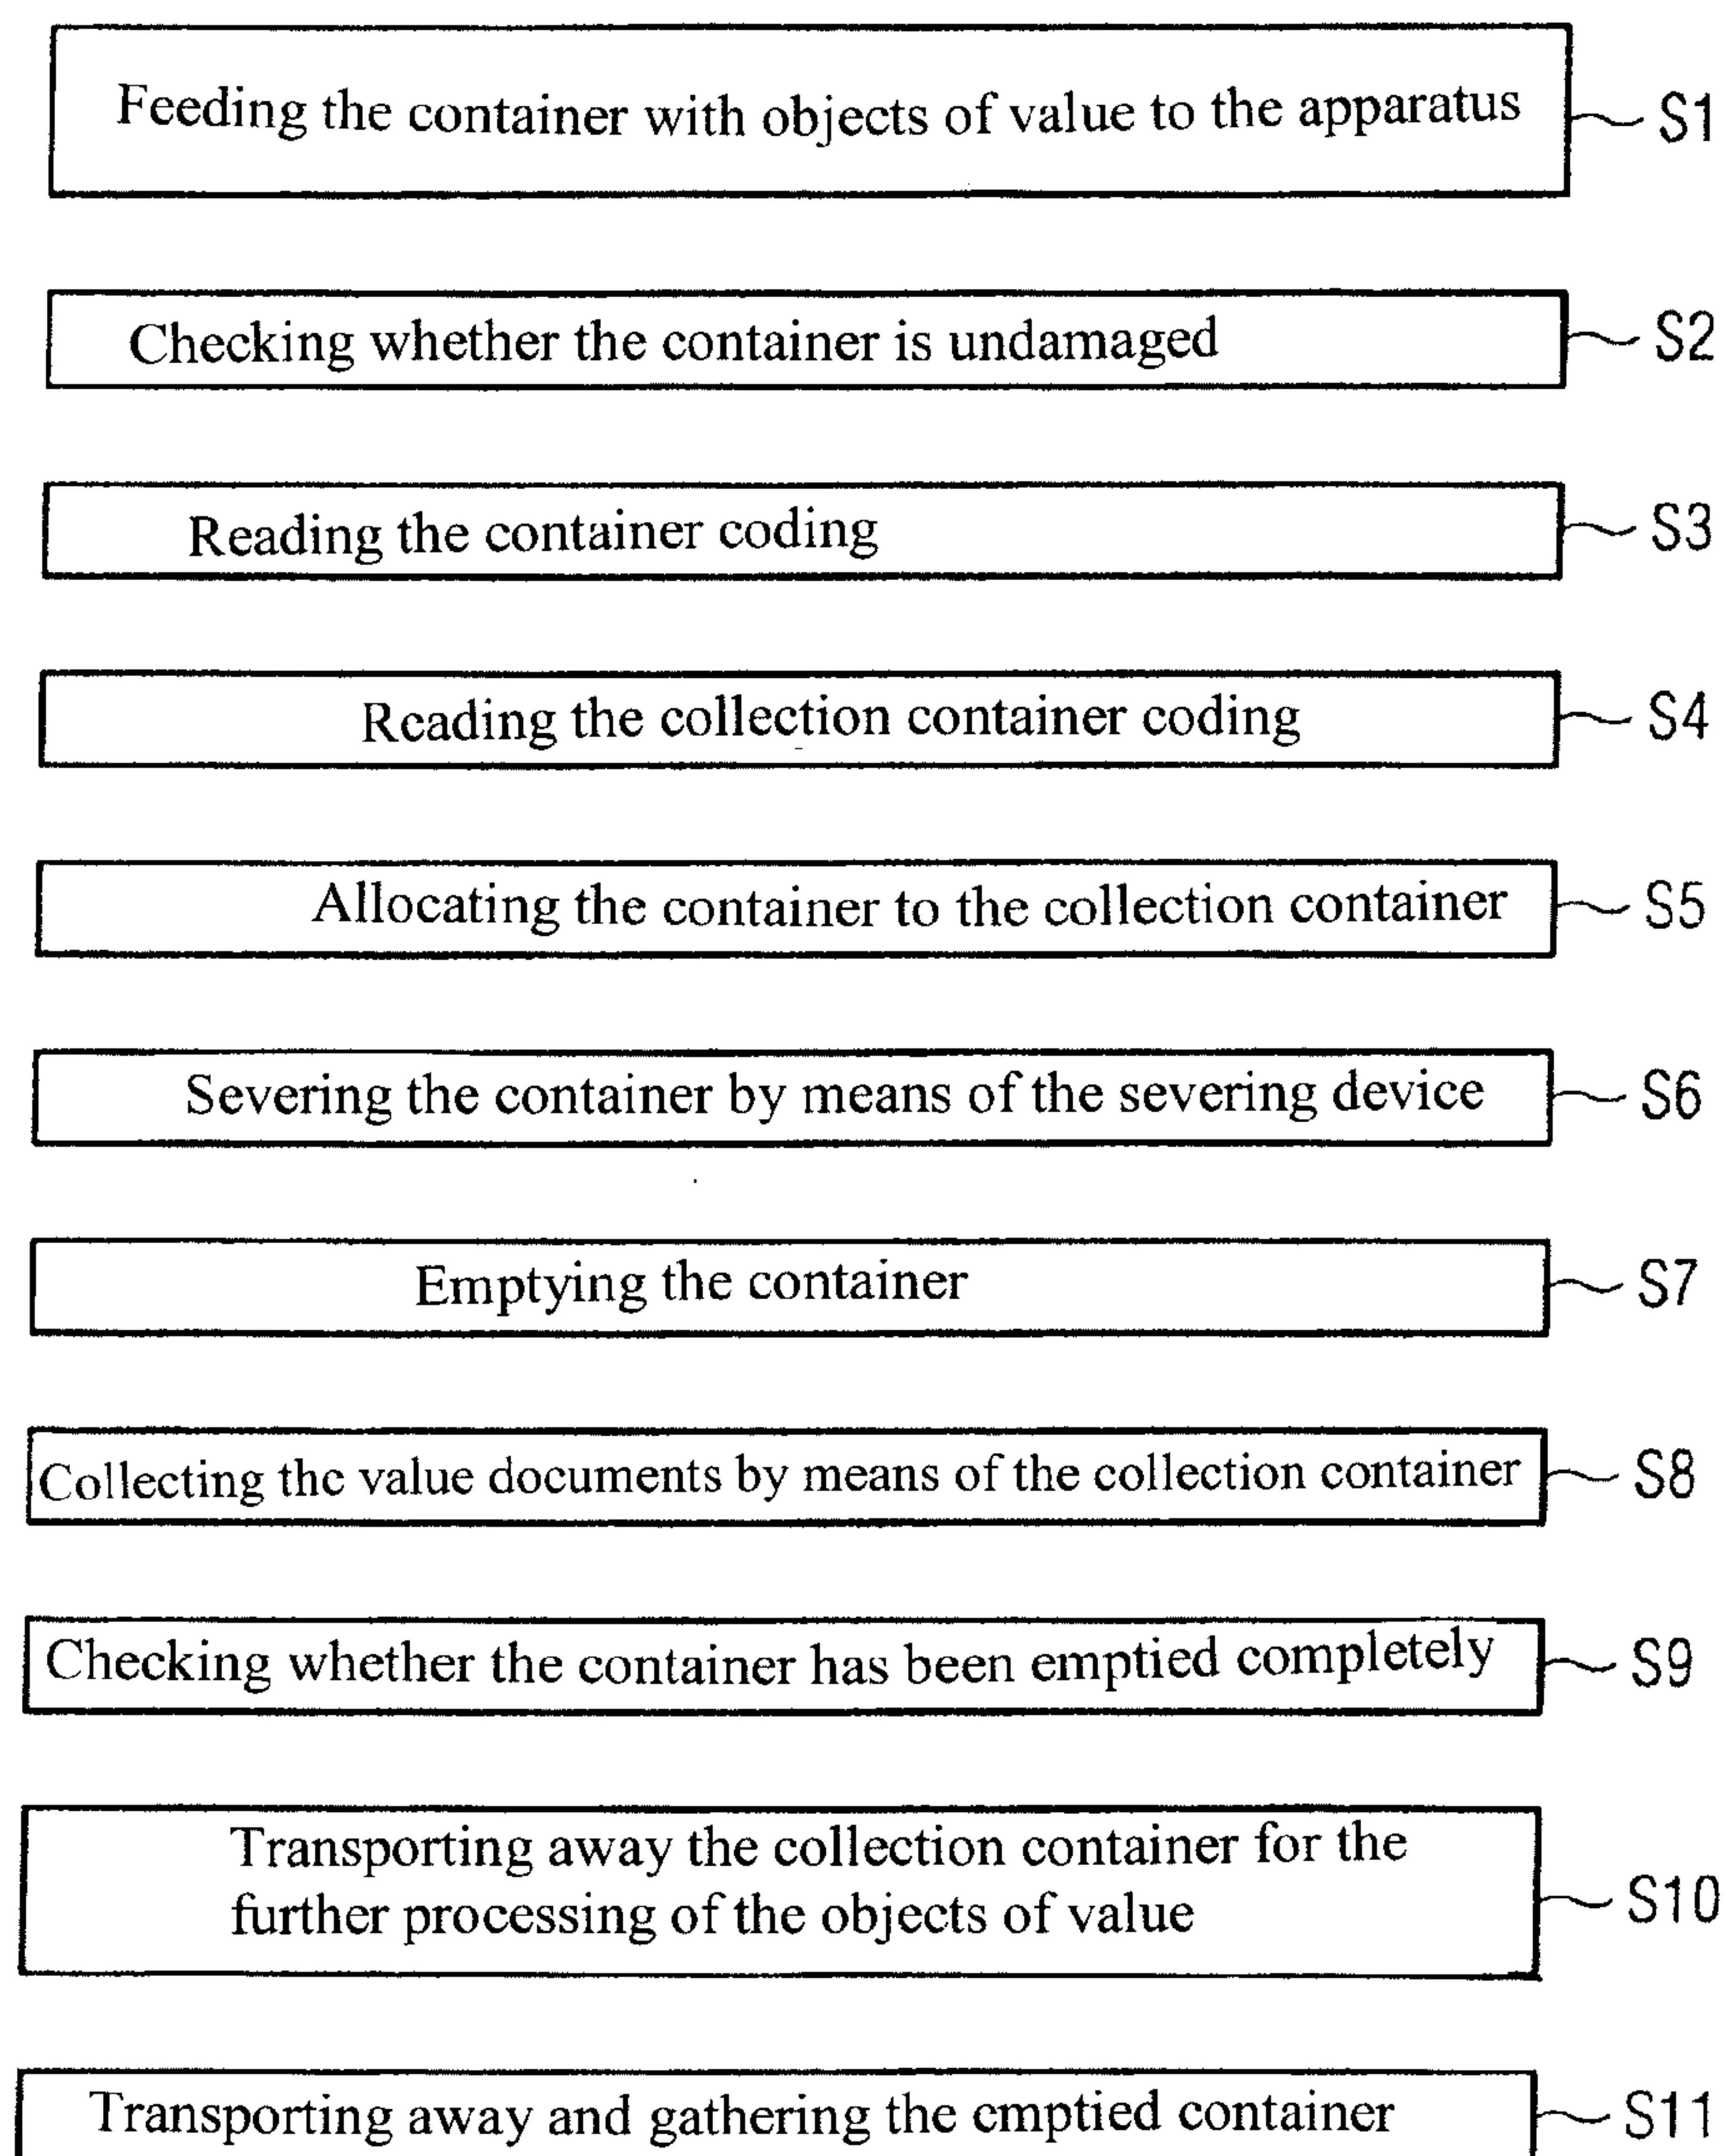 Feeding the container with objects of value to the apparatus S1
Checking whether the container is undamaged S2
Reading the container coding S3
Reading the collection container coding S4
Allocating the container to the collection container S5
Severing the container by means of the severing device S6
Emptying the container S7
Collecting the value documents by means of the collection container S8
Checking whether the container has been emptied completely S9
Transporting away the collection container for the
further processing of the objects of value S10
Transporting away and gathering the emptied container S11